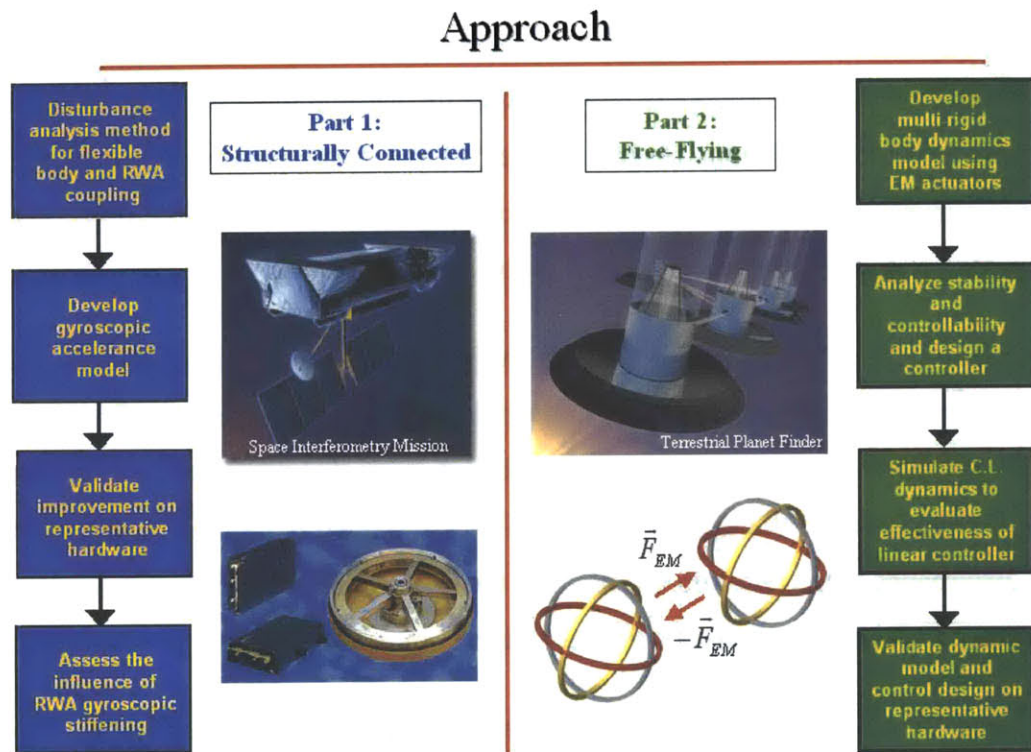 Approach
Disturbance
analysis method
for flexible
body and RWA
coupling
Develop
gyroscopic
accelerance
model
Validate
improvement on
representative
hardware
Assess the
influence of
RWA gyroscopic
stiffening
Part 1:
Structurally Connected
Space Interferometry Mission
Part 2:
Free-Flying
Terrestrial Planet Finder
F⃗_EM
−F⃗_EM
Develop
multi rigid
body dynamics
model using
EM actuators
Analyze stability
and
controllability
and design a
controller
Simulate C.L.
dynamics to
evaluate
effectiveness of
linear controller
Validate dynamic
model and
control design on
representative
hardware